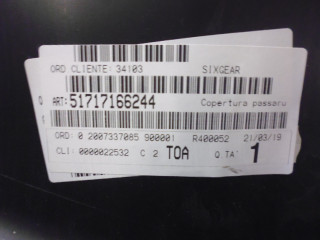 ORD CLIENTE 34103 SIXGEAR
ART: 51717166244 Copertura passaru
ORD: 0 2007337085 900001 R400052 21/03/19
CLI: 0000022532 C 2 TOA Q TA' 1